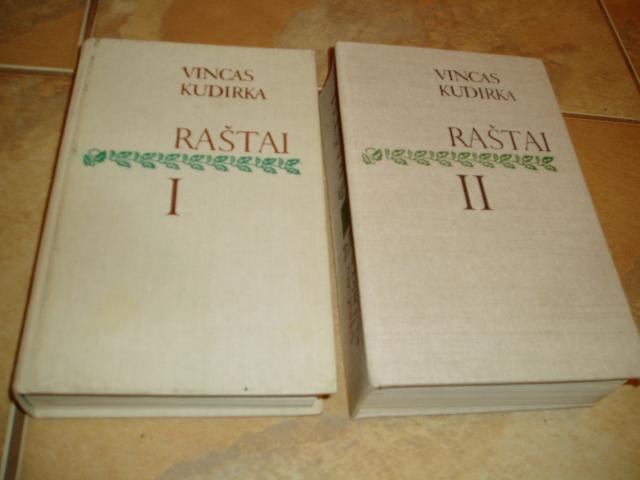 VINCAS
KUDIRKA
RAŠTAI
I
VINCAS
KUDIRKA
RAŠTAI
II